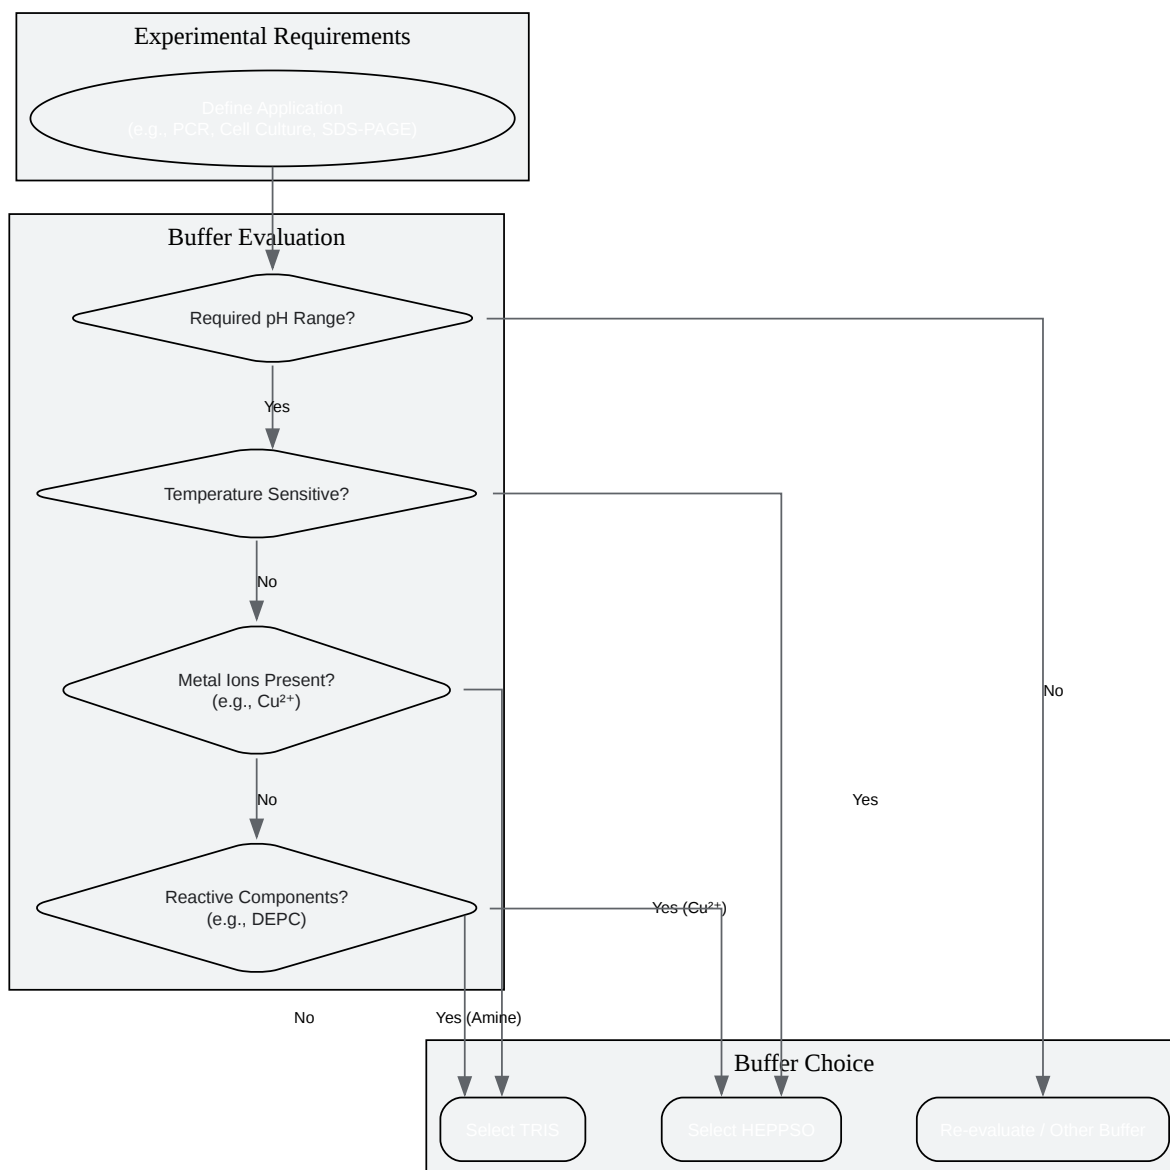 Experimental Requirements
Define Application
(e.g., PCR, Cell Culture, SDS-PAGE)
Buffer Evaluation
Required pH Range?
Yes
Temperature Sensitive?
No
Metal Ions Present?
(e.g., Cu²⁺)
No
No
Yes
Reactive Components?
(e.g., DEPC)
Yes (Cu²⁺)
No
Yes (Amine)
Buffer Choice
Select TRIS
Select HEPPSO
Re-evaluate / Other Buffer